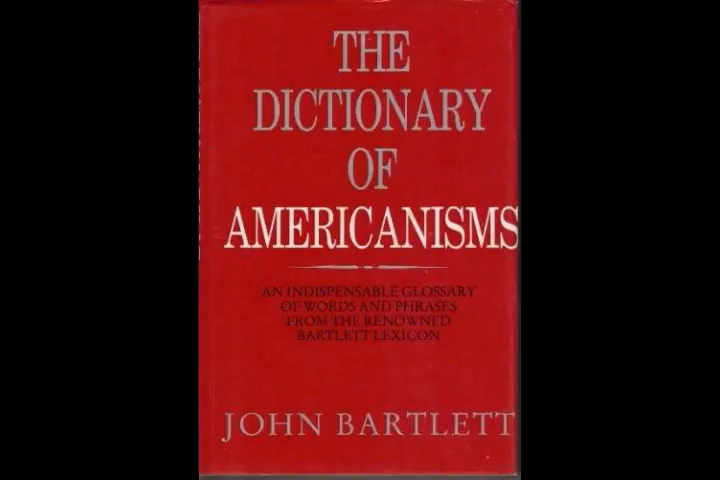 THE
DICTIONARY
OF
AMERICANISMS
AN INDISPENSABLE GLOSSARY
OF WORDS AND PHRASES
FROM THE RENOWNED
BARTLETT LEXICON
JOHN BARTLETT